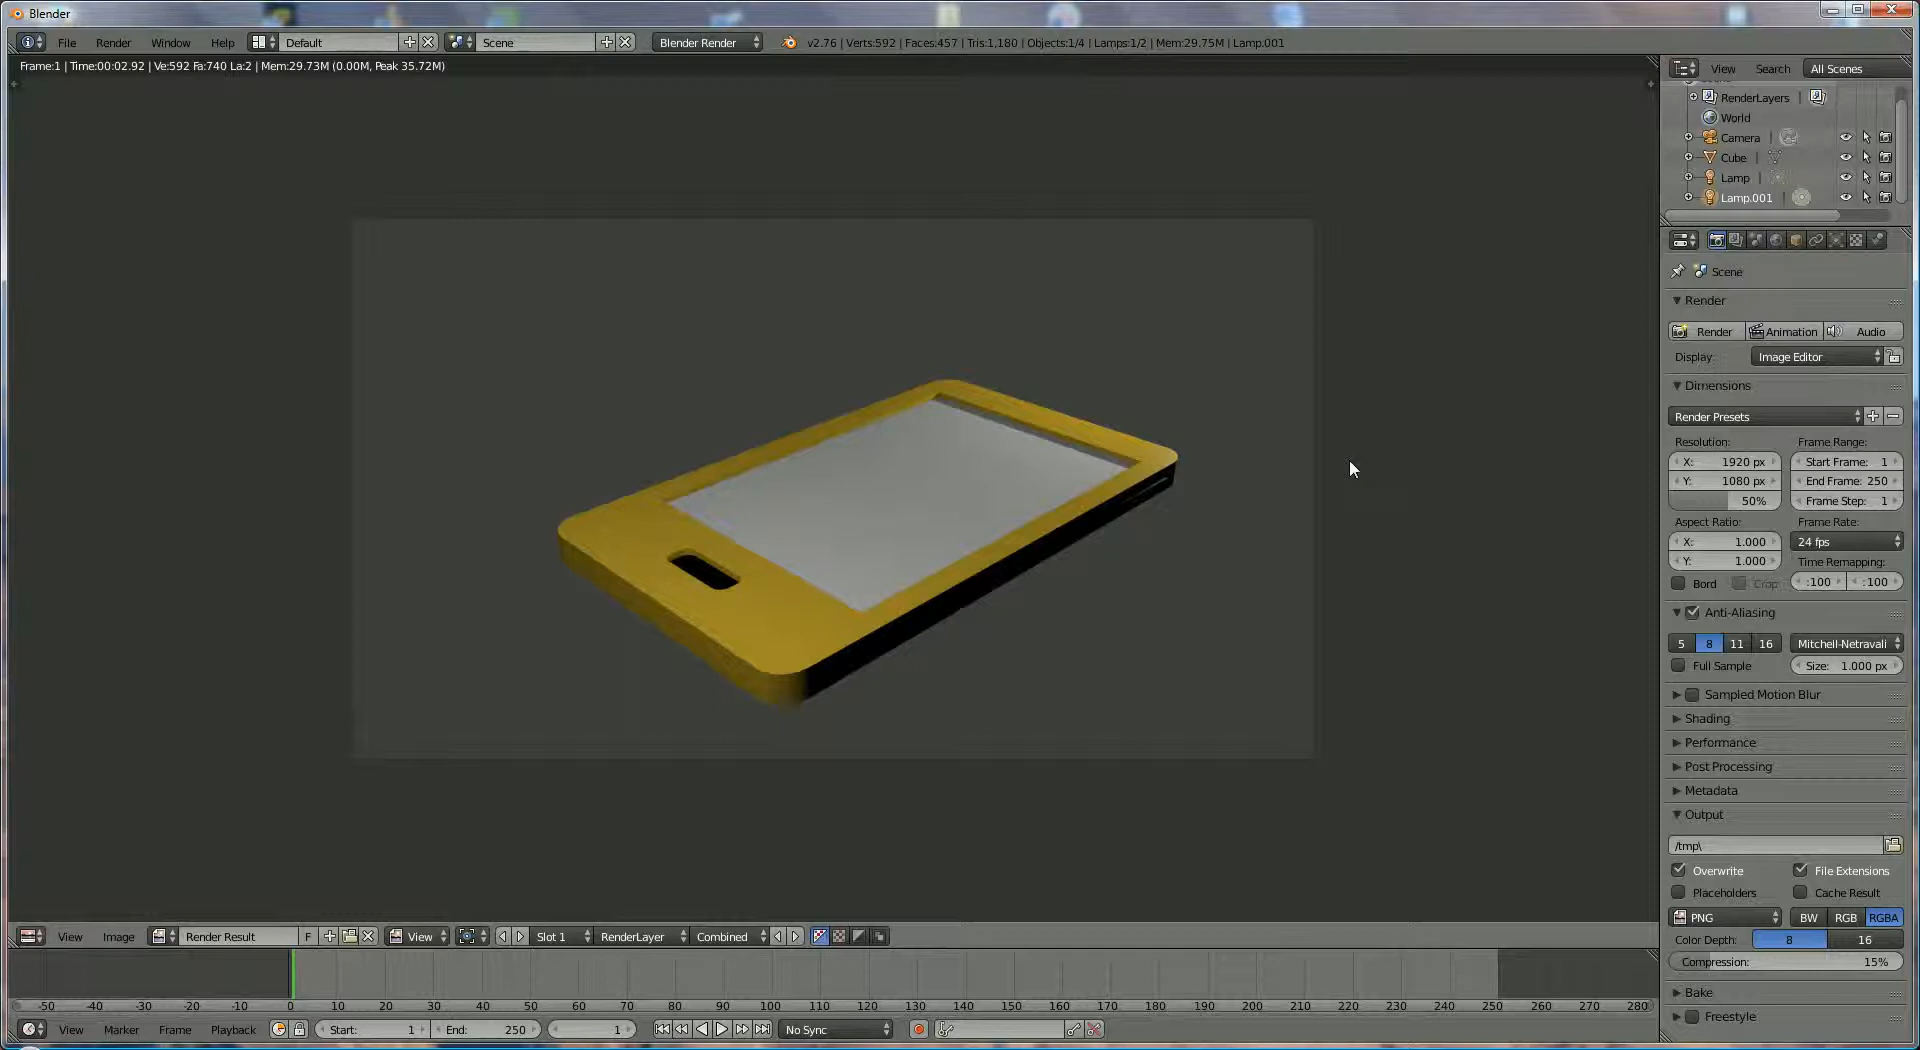 Blender
File Render Window Help Default Scene Blender Render v2.76 | Verts:592 | Faces:457 | Tris:1,180 | Objects:1/4 | Lamps:1/2 | Mem:29.75M | Lamp.001
Frame:1 | Time:00:02.92 | Ve:592 Fa:740 La:2 | Mem:29.73M (0.00M, Peak 35.72M)
View Search All Scenes
RenderLayers
World
Camera
Cube
Lamp
Lamp.001
Scene
Render
Render Animation Audio
Display: Image Editor
Dimensions
Render Presets
Resolution: Frame Range:
X: 1920 px Start Frame: 1
Y: 1080 px End Frame: 250
50% Frame Step: 1
Aspect Ratio: Frame Rate:
X: 1.000 24 fps
Y: 1.000 Time Remapping:
Bord Crop :100 :100
Anti-Aliasing
5 8 11 16 Mitchell-Netravali
Full Sample Size: 1.000 px
Sampled Motion Blur
Shading
Performance
Post Processing
Metadata
Output
/tmp\
Overwrite File Extensions
Placeholders Cache Result
PNG BW RGB RGBA
Color Depth: 8 16
Compression: 15%
Bake
Freestyle
View Image Render Result F View Slot 1 RenderLayer Combined
-50 -40 -30 -20 -10 0 10 20 30 40 50 60 70 80 90 100 110 120 130 140 150 160 170 180 190 200 210 220 230 240 250 260 270 280
View Marker Frame Playback Start: 1 End: 250 1 No Sync